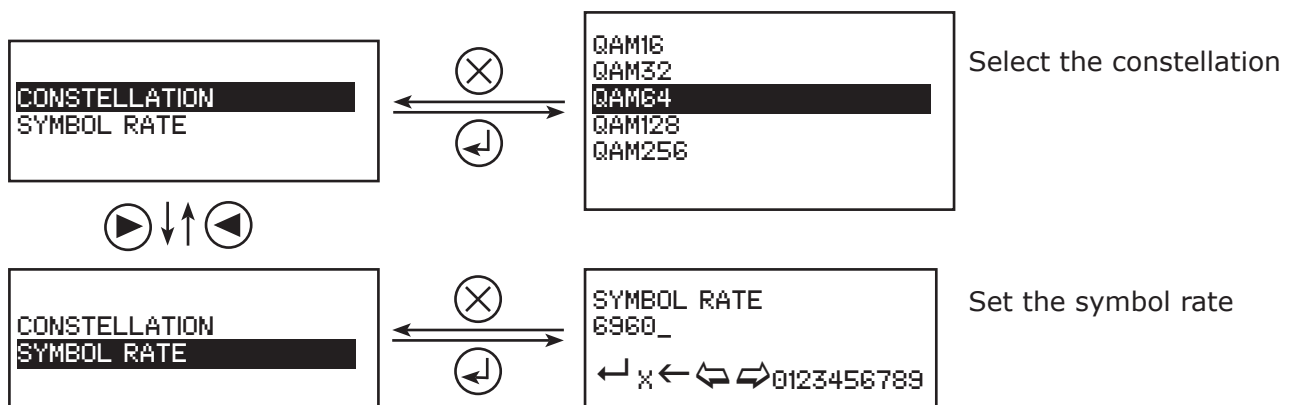 CONSTELLATION
SYMBOL RATE
QAM16
QAM32
QAM64
QAM128
QAM256
Select the constellation
CONSTELLATION
SYMBOL RATE
SYMBOL RATE
6960_
↵ X ← ⇦ ⇨ 0123456789
Set the symbol rate